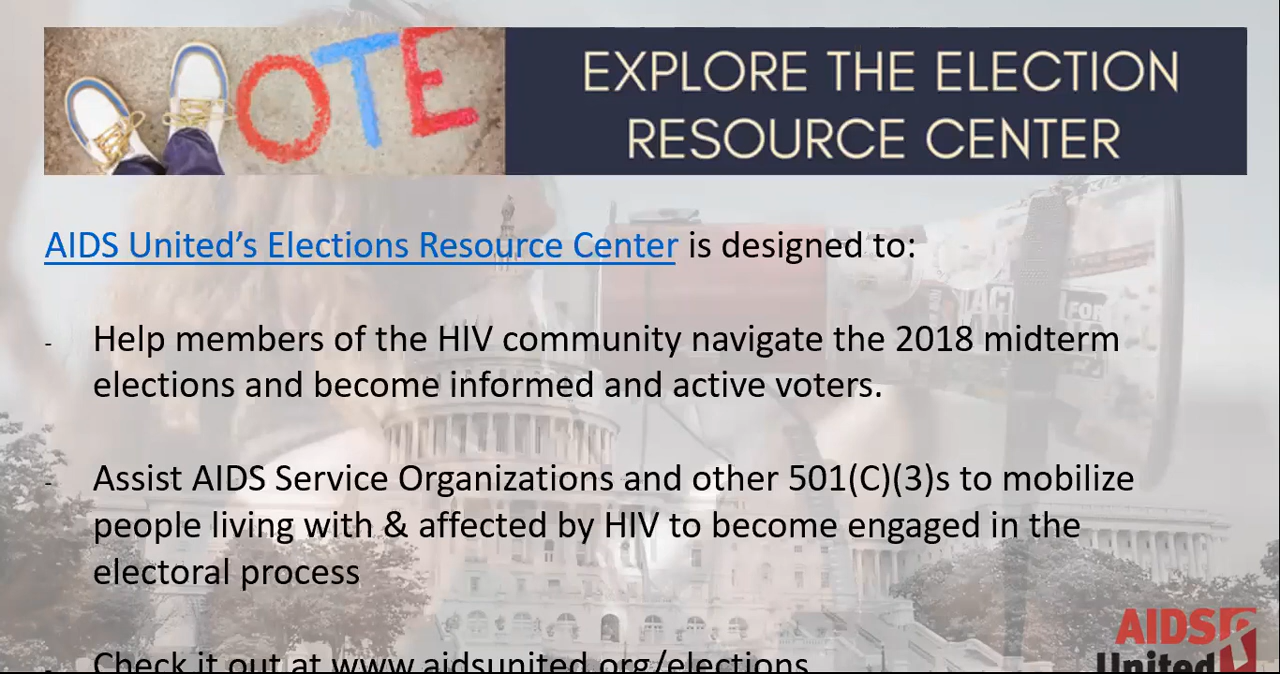 VOTE
EXPLORE THE ELECTION
RESOURCE CENTER
AIDS United’s Elections Resource Center is designed to:
- Help members of the HIV community navigate the 2018 midterm
elections and become informed and active voters.
- Assist AIDS Service Organizations and other 501(C)(3)s to mobilize
people living with & affected by HIV to become engaged in the
electoral process
- Check it out at www.aidsunited.org/elections
ACT
FOR
AIDS
United